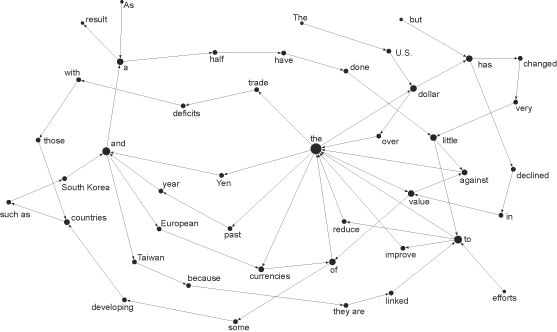 As
result
The
but
a
half
have
done
U.S.
has
changed
with
trade
deficits
dollar
very
those
and
the
over
little
South Korea
year
Yen
against
declined
such as
countries
European
past
reduce
value
in
Taiwan
because
currencies
of
improve
to
developing
some
they are
linked
efforts